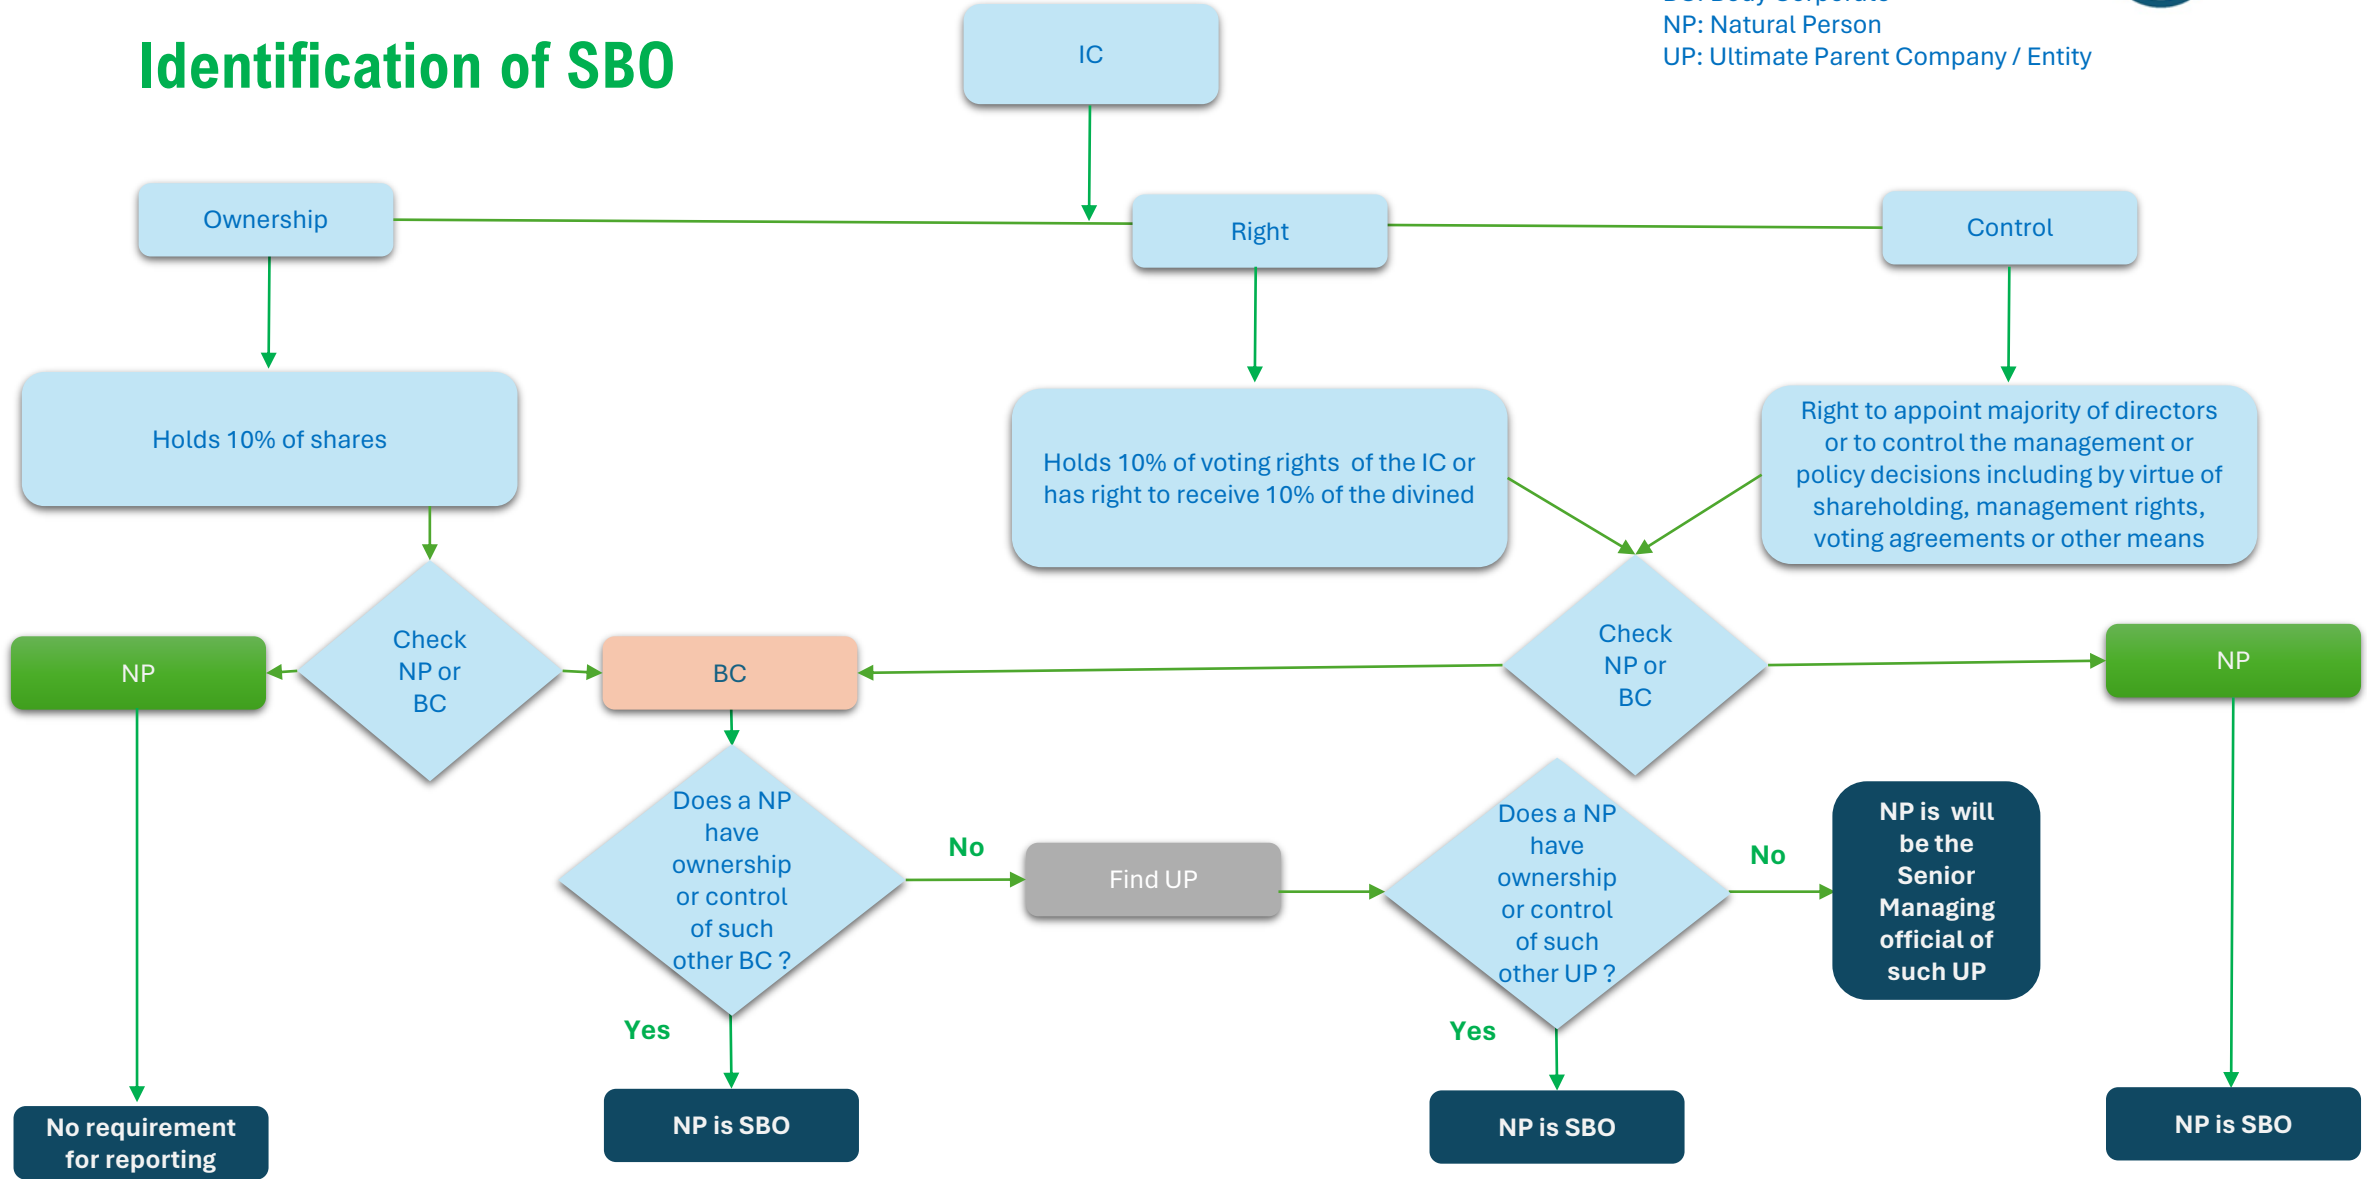 BC: Body Corporate
NP: Natural Person
UP: Ultimate Parent Company / Entity
Identification of SBO
IC
Ownership
Right
Control
Holds 10% of shares
Holds 10% of voting rights of the IC or
has right to receive 10% of the divined
Right to appoint majority of directors
or to control the management or
policy decisions including by virtue of
shareholding, management rights,
voting agreements or other means
NP
Check
NP or
BC
BC
Check
NP or
BC
NP
Does a NP
have
ownership
or control
of such
other BC ?
No
Find UP
Does a NP
have
ownership
or control
of such
other UP ?
No
NP is will
be the
Senior
Managing
official of
such UP
Yes
Yes
No requirement
for reporting
NP is SBO
NP is SBO
NP is SBO